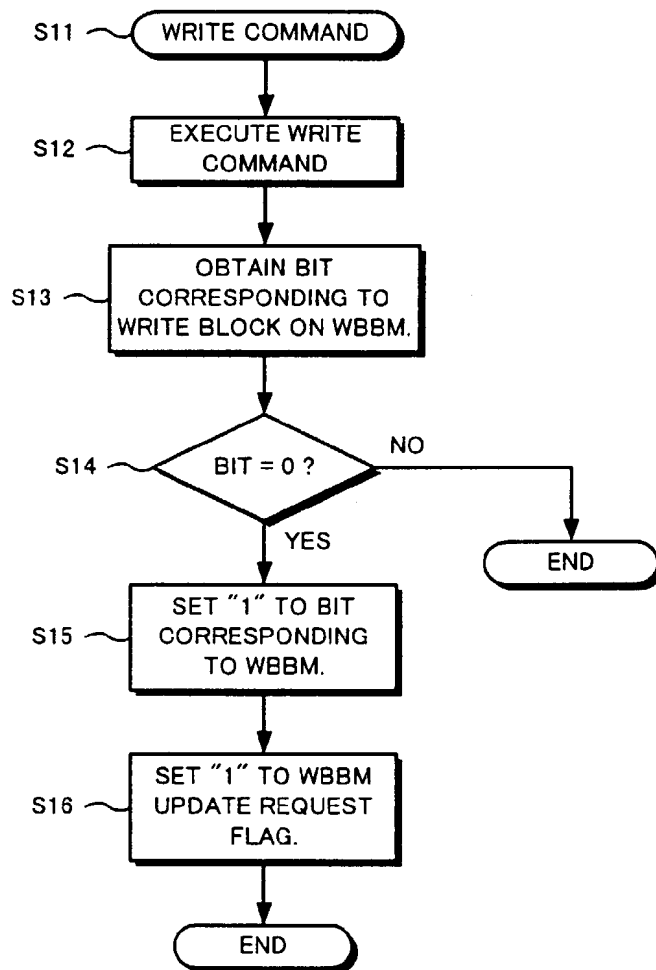 S11
WRITE COMMAND
S12
EXECUTE WRITE
COMMAND
S13
OBTAIN BIT
CORRESPONDING TO
WRITE BLOCK ON WBBM.
S14
BIT = 0 ?
NO
YES
END
S15
SET "1" TO BIT
CORRESPONDING
TO WBBM.
S16
SET "1" TO WBBM
UPDATE REQUEST
FLAG.
END